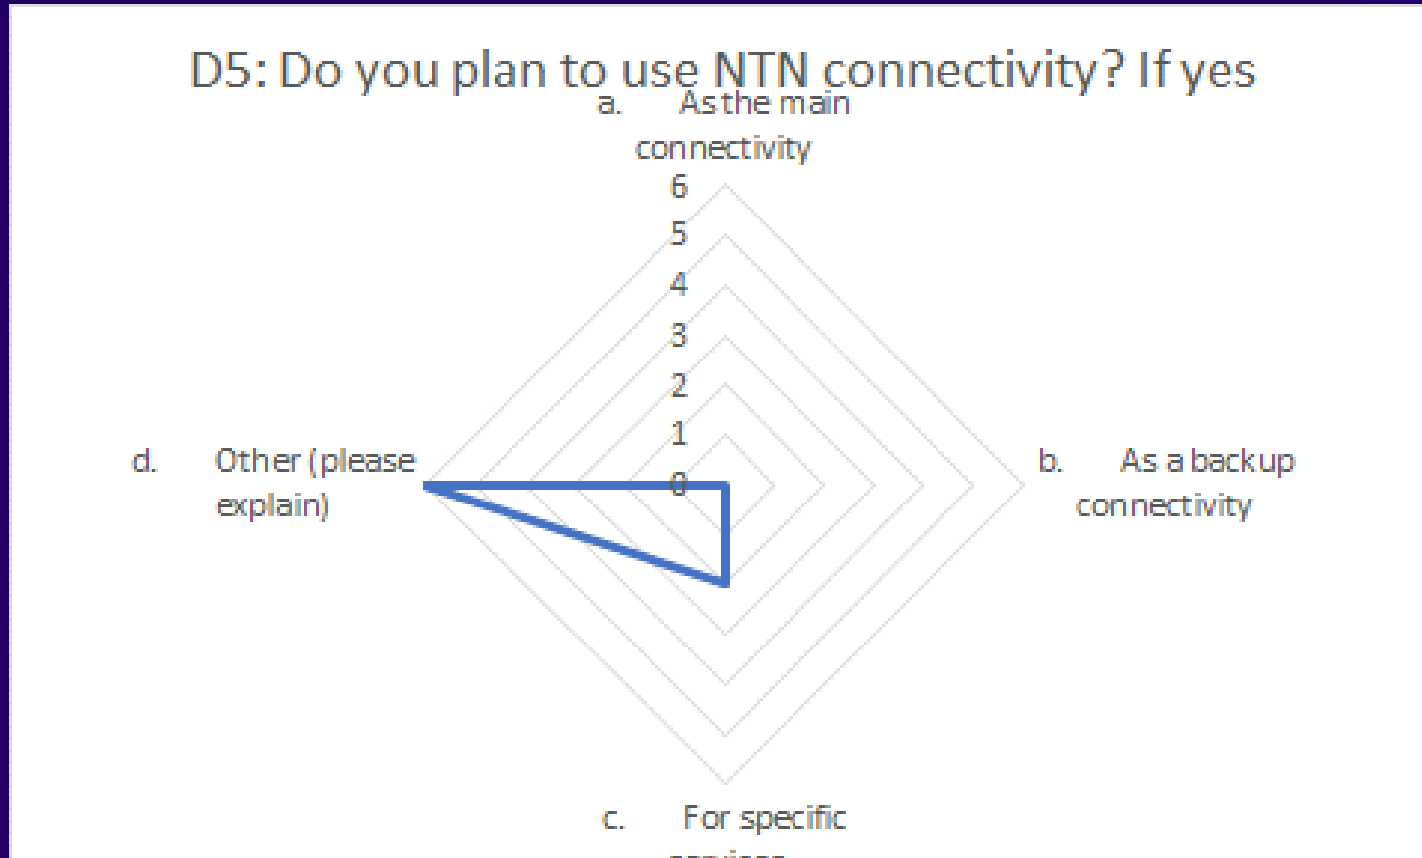 D5: Do you plan to use NTN connectivity? If yes
a. As the main
connectivity
6
5
4
3
2
1
0
d. Other (please
explain)
b. As a backup
connectivity
c. For specific